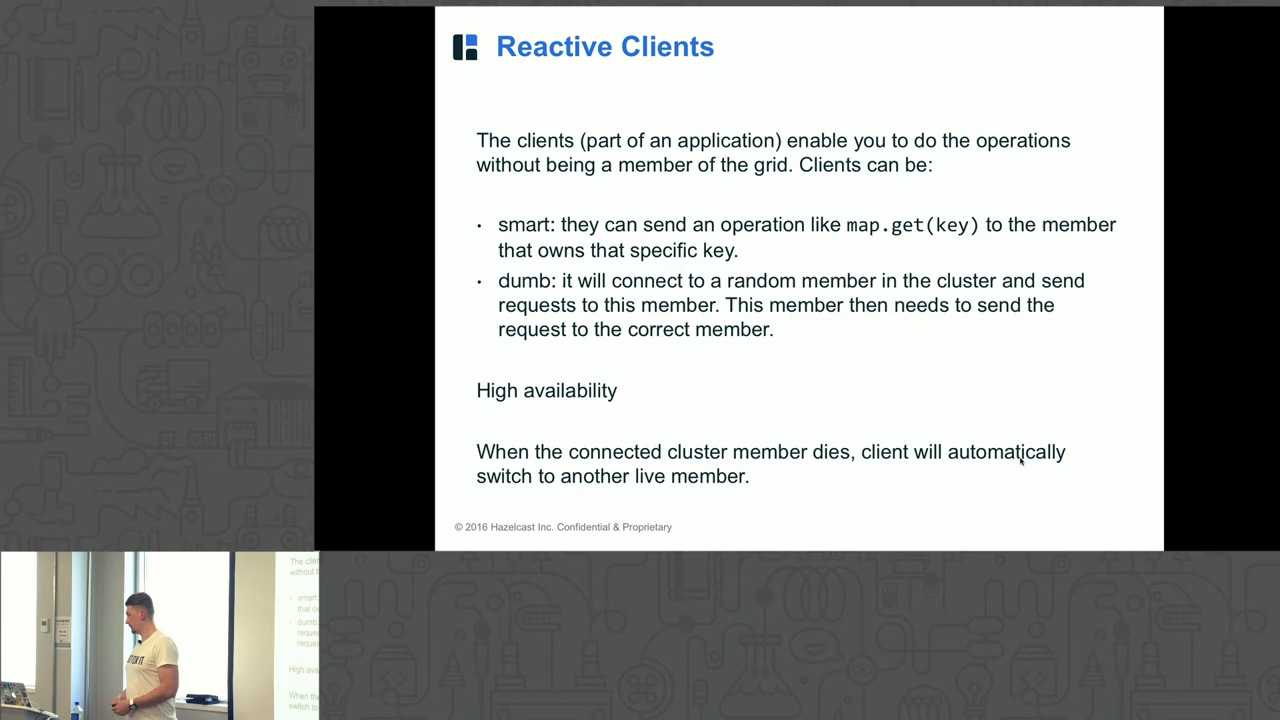 Reactive Clients
The clients (part of an application) enable you to do the operations
without being a member of the grid. Clients can be:
• smart: they can send an operation like map.get(key) to the member
that owns that specific key.
• dumb: it will connect to a random member in the cluster and send
requests to this member. This member then needs to send the
request to the correct member.
High availability
When the connected cluster member dies, client will automatically
switch to another live member.
© 2016 Hazelcast Inc. Confidential & Proprietary